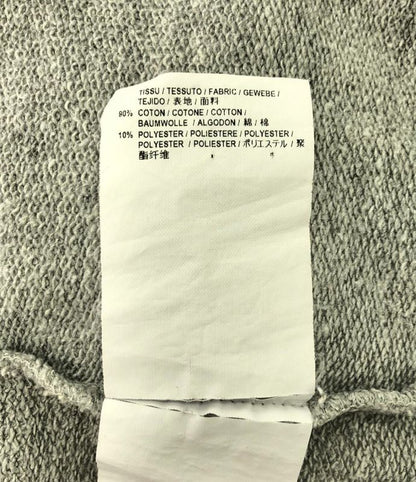 TISSU / TESSUTO / FABRIC / GEWEBE /
TEJIDO / 表地 / 面料
90% COTON / COTONE / COTTON /
BAUMWOLLE / ALGODON / 綿 / 棉
10% POLYESTER / POLIESTERE / POLYESTER /
POLYESTER / POLIESTER / ポリエステル / 聚
酯纤维